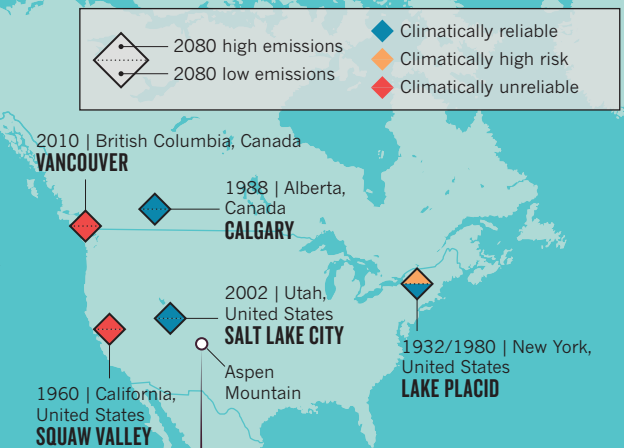 2080 high emissions
2080 low emissions
Climatically reliable
Climatically high risk
Climatically unreliable
2010 | British Columbia, Canada
VANCOUVER
1988 | Alberta,
Canada
CALGARY
2002 | Utah,
United States
SALT LAKE CITY
Aspen
Mountain
1932/1980 | New York,
United States
LAKE PLACID
1960 | California,
United States
SQUAW VALLEY